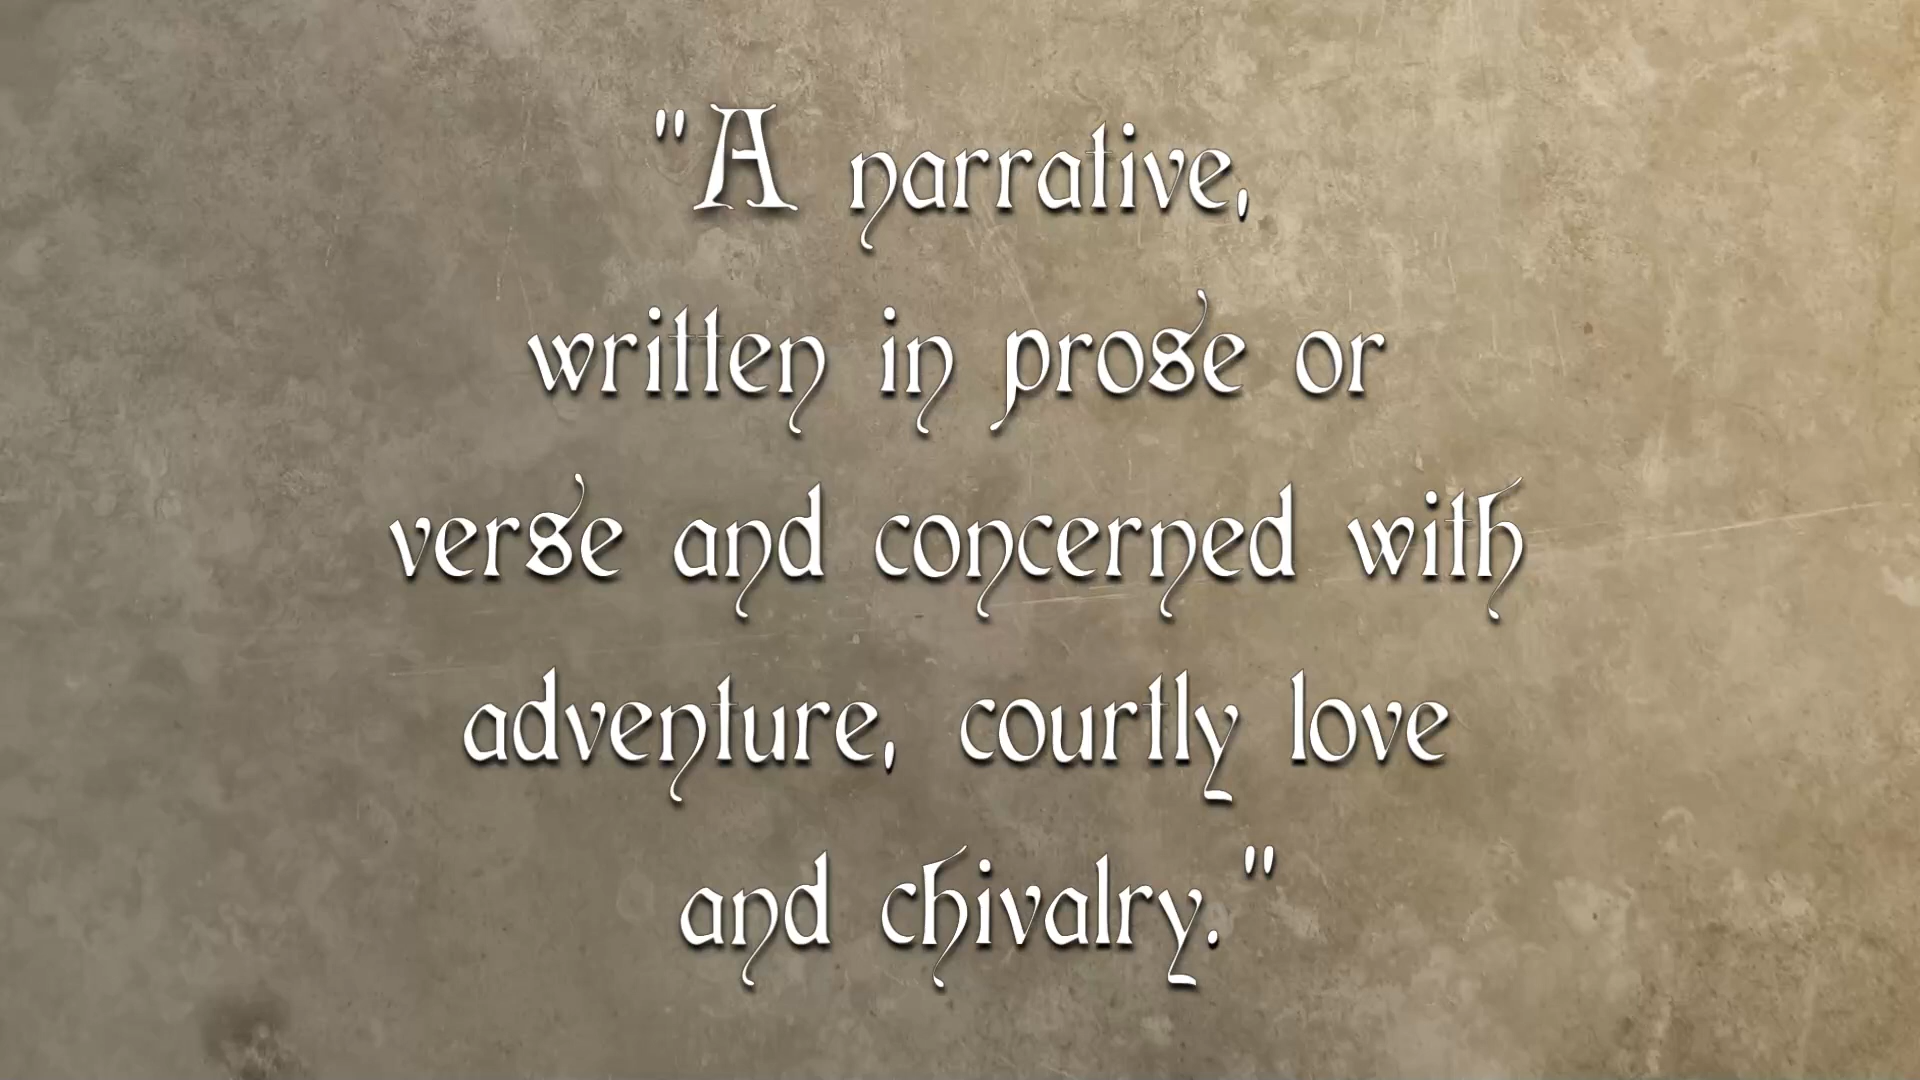 "A narrative,
written in prose or
verse and concerned with
adventure, courtly love
and chivalry."